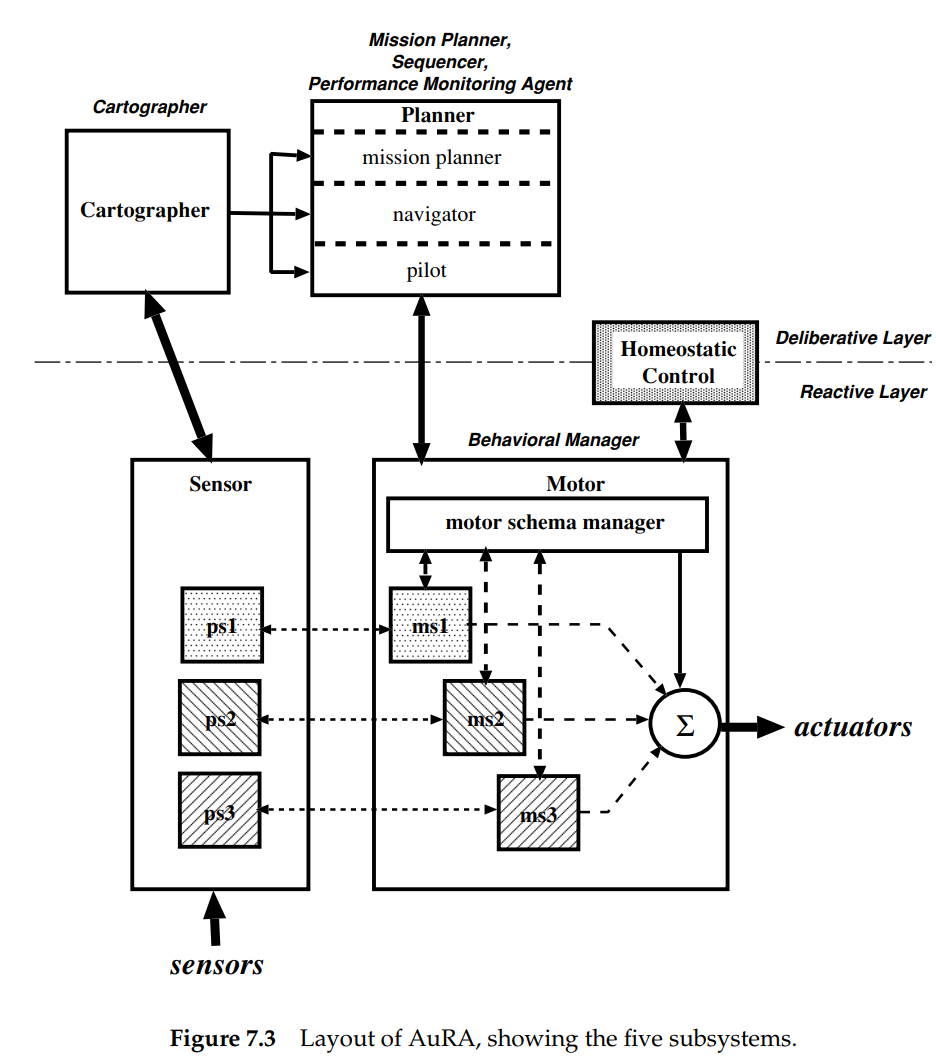 Mission Planner,
Sequencer,
Performance Monitoring Agent
Cartographer
Planner
mission planner
Cartographer
navigator
pilot
Deliberative Layer
Homeostatic
Control
Reactive Layer
Behavioral Manager
Sensor
Motor
motor schema manager
ps1
ms1
ps2
ms2
Σ
actuators
ps3
ms3
sensors
Figure 7.3 Layout of AuRA, showing the five subsystems.